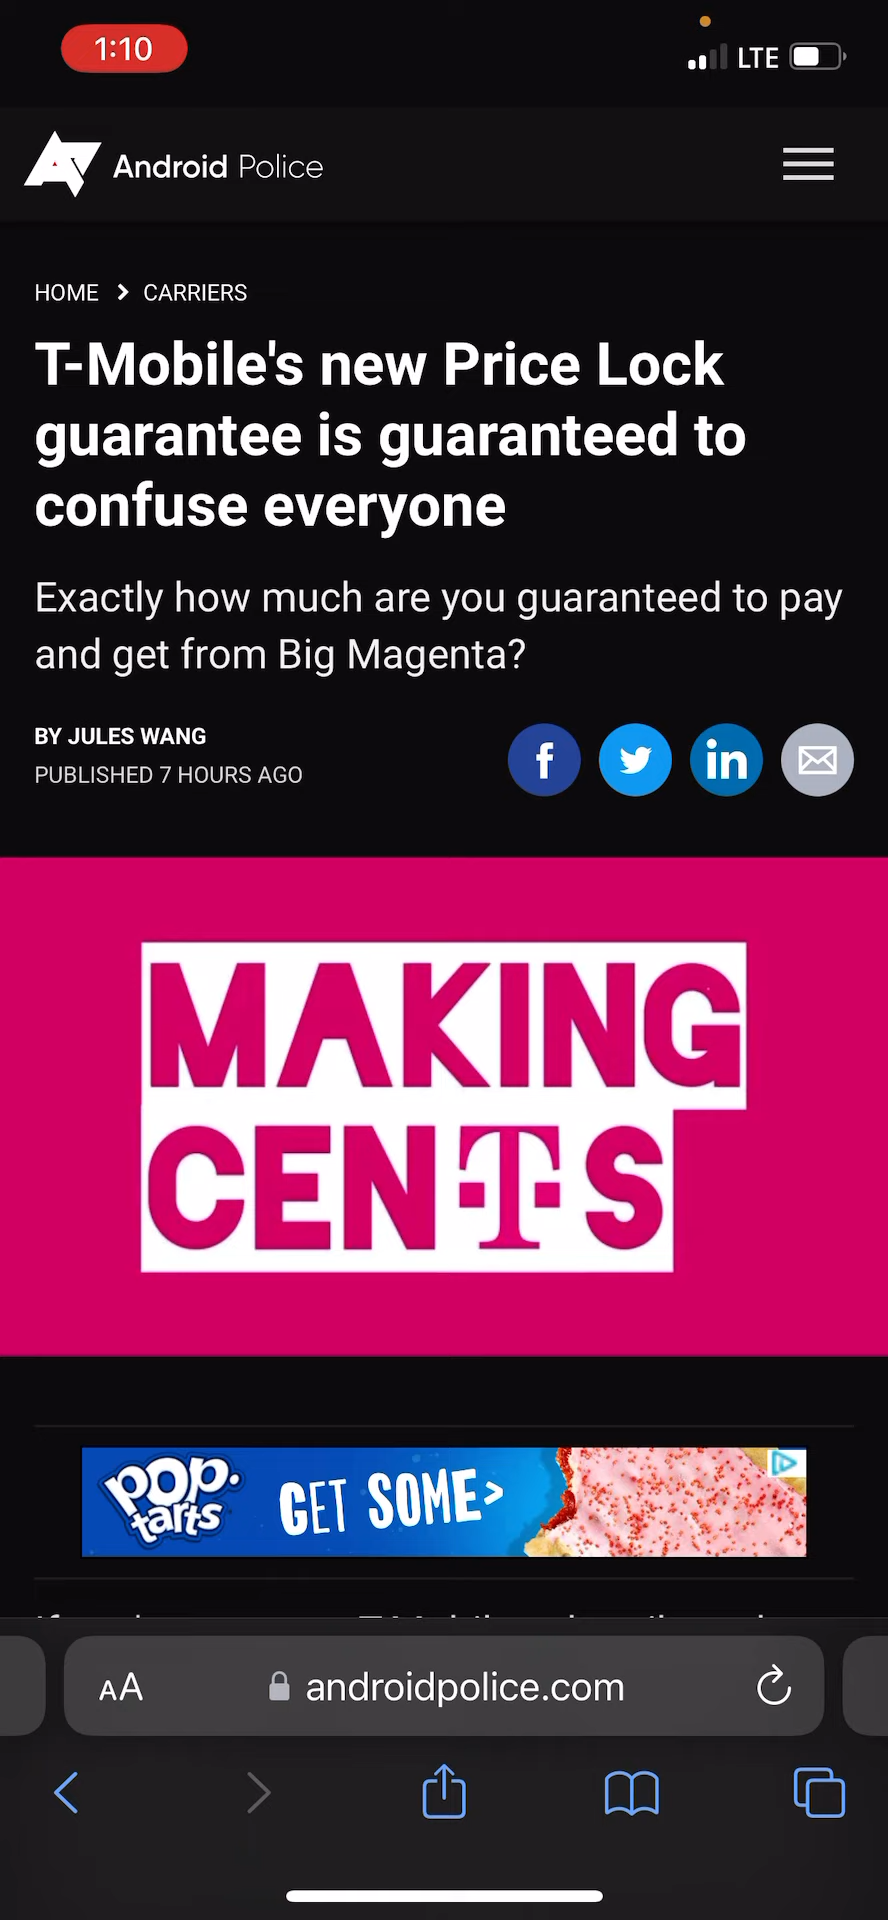 1:10
LTE
Android Police
HOME > CARRIERS
T-Mobile's new Price Lock
guarantee is guaranteed to
confuse everyone
Exactly how much are you guaranteed to pay
and get from Big Magenta?
BY JULES WANG
PUBLISHED 7 HOURS AGO
f
in
MAKING
CENTS
POP.
tarts
GET SOME>
AA
androidpolice.com